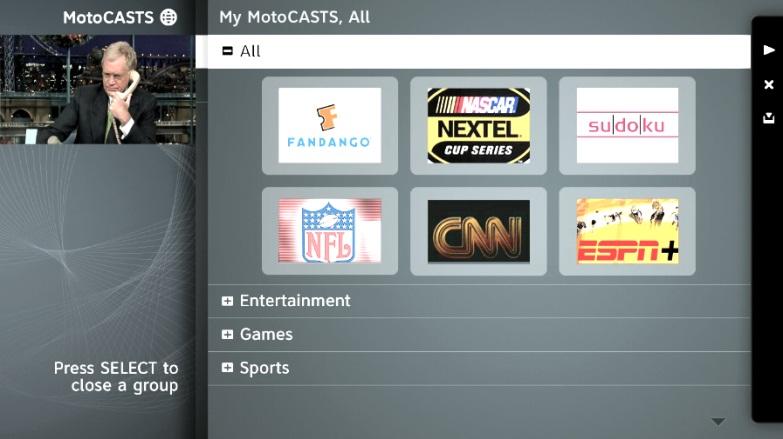 MotoCASTS
My MotoCASTS, All
All
FANDANGO
NASCAR
NEXTEL
CUP SERIES
su|do|ku
NFL
CNN
ESPN+
Entertainment
Games
Sports
Press SELECT to
close a group